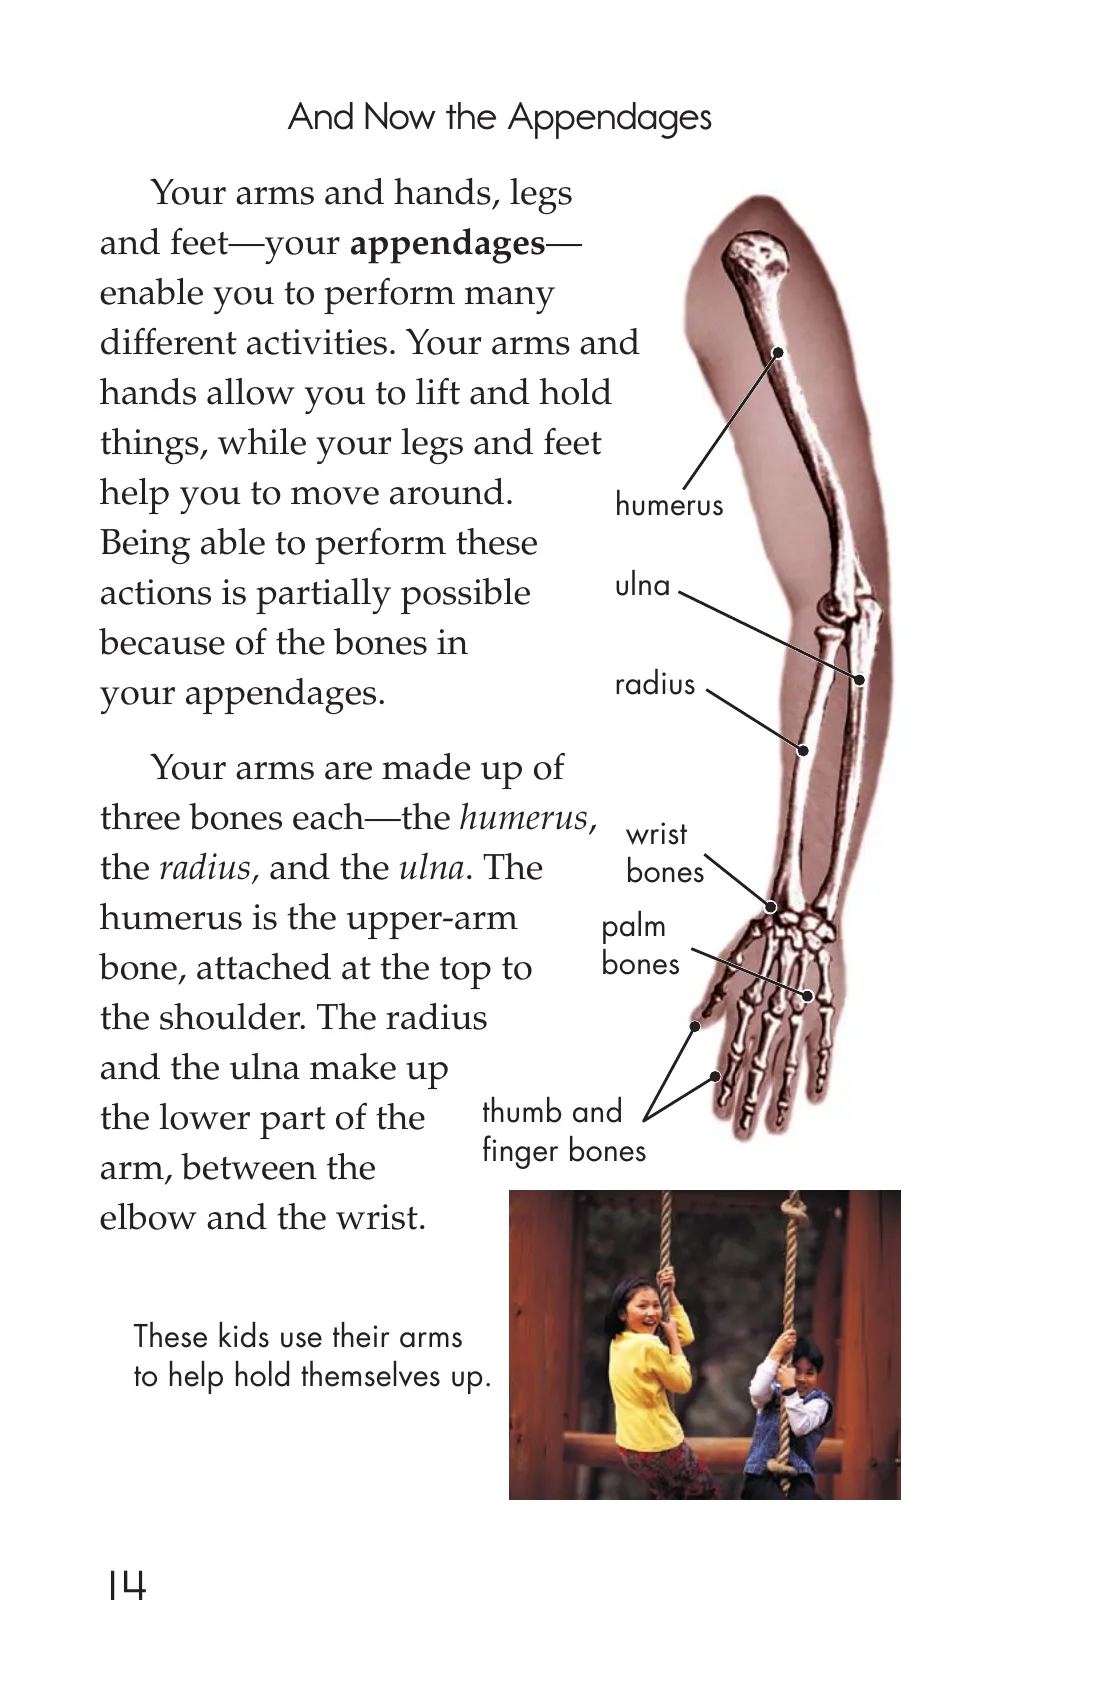 And Now the Appendages
Your arms and hands, legs
and feet—your appendages—
enable you to perform many
different activities. Your arms and
hands allow you to lift and hold
things, while your legs and feet
help you to move around.
Being able to perform these
actions is partially possible
because of the bones in
your appendages.
Your arms are made up of
three bones each—the humerus,
the radius, and the ulna. The
humerus is the upper-arm
bone, attached at the top to
the shoulder. The radius
and the ulna make up
the lower part of the
arm, between the
elbow and the wrist.
humerus
ulna
radius
wrist
bones
palm
bones
thumb and
finger bones
These kids use their arms
to help hold themselves up.
14